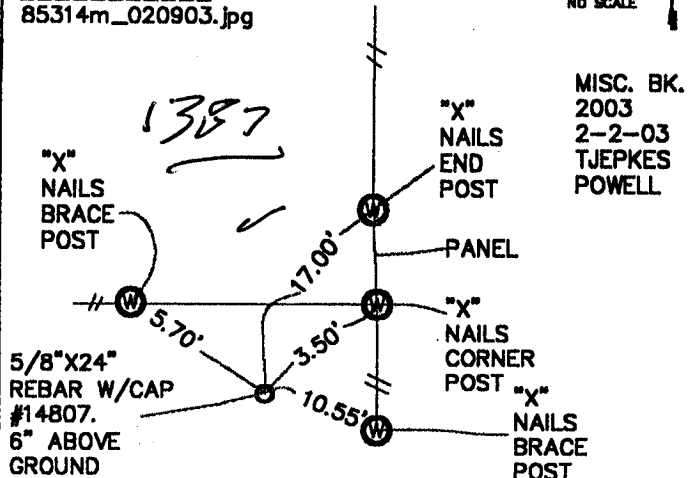 NO SCALE
85314m_020903.jpg
1387
MISC. BK.
2003
2-2-03
TJEPKES
POWELL
"X"
NAILS
END
POST
"X"
NAILS
BRACE
POST
17.00'
PANEL
W
W
W
W
5.70'
3.50'
"X"
NAILS
CORNER
POST
5/8"X24"
REBAR W/CAP
#14807.
6" ABOVE
GROUND
10.55'
"X"
NAILS
BRACE
POST